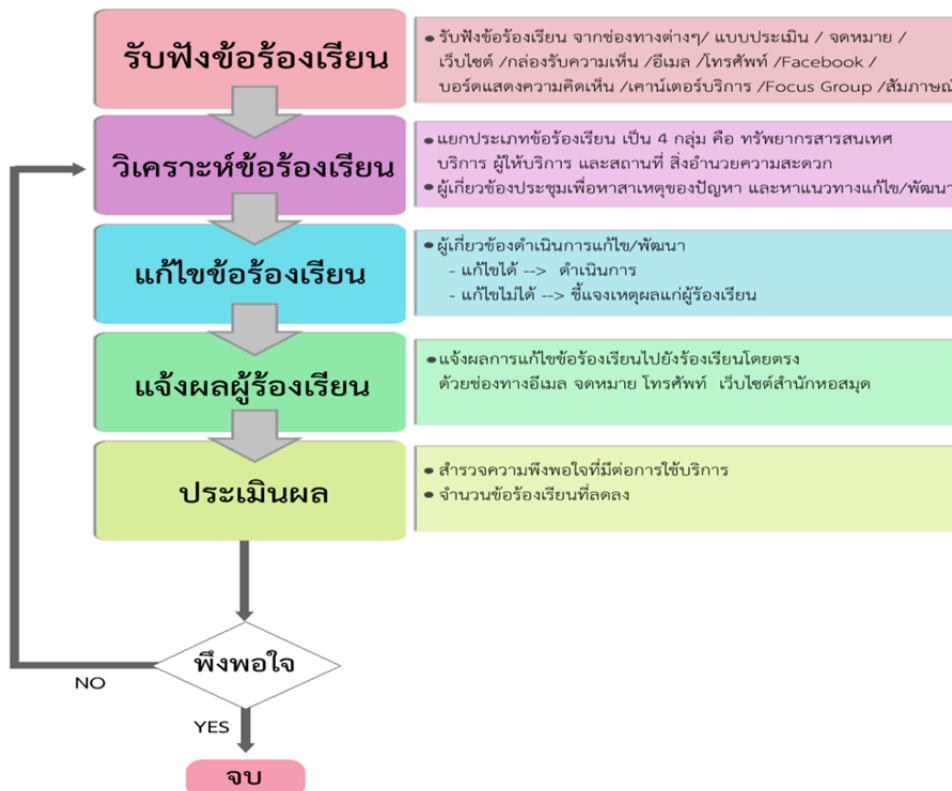 รับฟังข้อร้องเรียน
● รับฟังข้อร้องเรียน จากช่องทางต่างๆ/ แบบประเมิน / จดหมาย /
เว็บไซต์ /กล่องรับความเห็น /อีเมล /โทรศัพท์ /Facebook /
บอร์ดแสดงความคิดเห็น /เคาน์เตอร์บริการ /Focus Group /สัมภาษณ์
วิเคราะห์ข้อร้องเรียน
● แยกประเภทข้อร้องเรียน เป็น 4 กลุ่ม คือ ทรัพยากรสารสนเทศ
บริการ ผู้ให้บริการ และสถานที่ สิ่งอำนวยความสะดวก
● ผู้เกี่ยวข้องประชุมเพื่อหาสาเหตุของปัญหา และหาแนวทางแก้ไข/พัฒนา
แก้ไขข้อร้องเรียน
● ผู้เกี่ยวข้องดำเนินการแก้ไข/พัฒนา
- แก้ไขได้ --> ดำเนินการ
- แก้ไขไม่ได้ --> ชี้แจงเหตุผลแก่ผู้ร้องเรียน
แจ้งผลผู้ร้องเรียน
● แจ้งผลการแก้ไขข้อร้องเรียนไปยังร้องเรียนโดยตรง
ด้วยช่องทางอีเมล จดหมาย โทรศัพท์ เว็บไซต์สำนักหอสมุด
ประเมินผล
● สำรวจความพึงพอใจที่มีต่อการใช้บริการ
● จำนวนข้อร้องเรียนที่ลดลง
พึงพอใจ
NO
YES
จบ